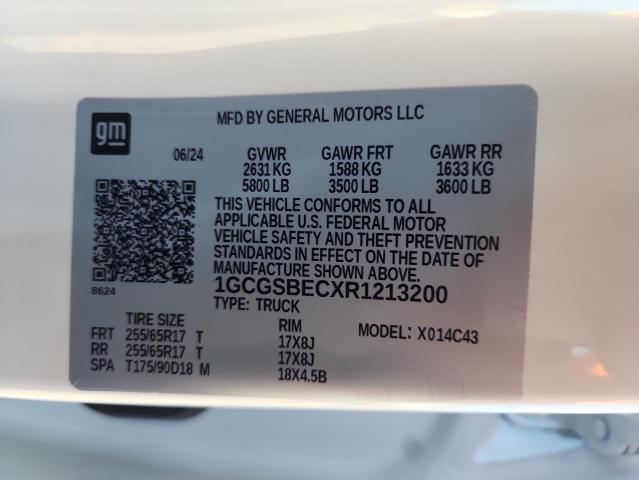 gm
MFD BY GENERAL MOTORS LLC
06/24 GVWR GAWR FRT GAWR RR
2631 KG 1588 KG 1633 KG
5800 LB 3500 LB 3600 LB
THIS VEHICLE CONFORMS TO ALL
APPLICABLE U.S. FEDERAL MOTOR
VEHICLE SAFETY AND THEFT PREVENTION
STANDARDS IN EFFECT ON THE DATE OF
MANUFACTURE SHOWN ABOVE.
B624
1GCGSBECXR1213200
TYPE: TRUCK
TIRE SIZE RIM MODEL: X014C43
FRT 255/65R17 T 17X8J
RR 255/65R17 T 17X8J
SPA T175/90D18 M 18X4.5B